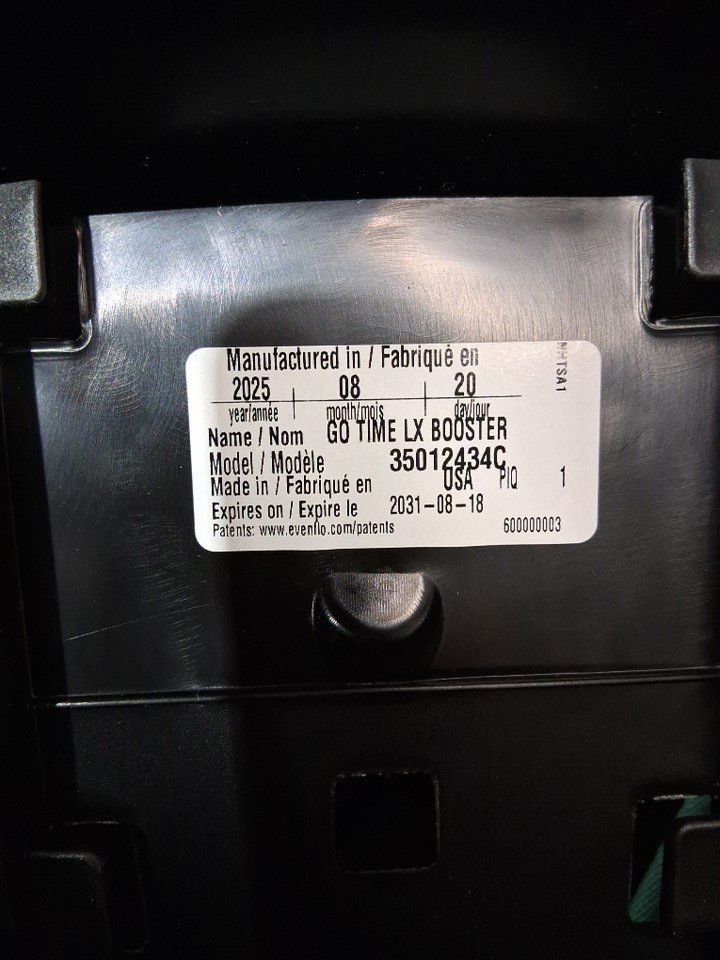 Manufactured in / Fabriqué en
2025 | 08 | 20
year/année month/mois day/jour
Name / Nom GO TIME LX BOOSTER
Model / Modèle 35012434C
Made in / Fabriqué en USA PIQ 1
Expires on / Expire le 2031-08-18
Patents: www.evenflo.com/patents 600000003
NHTSA1